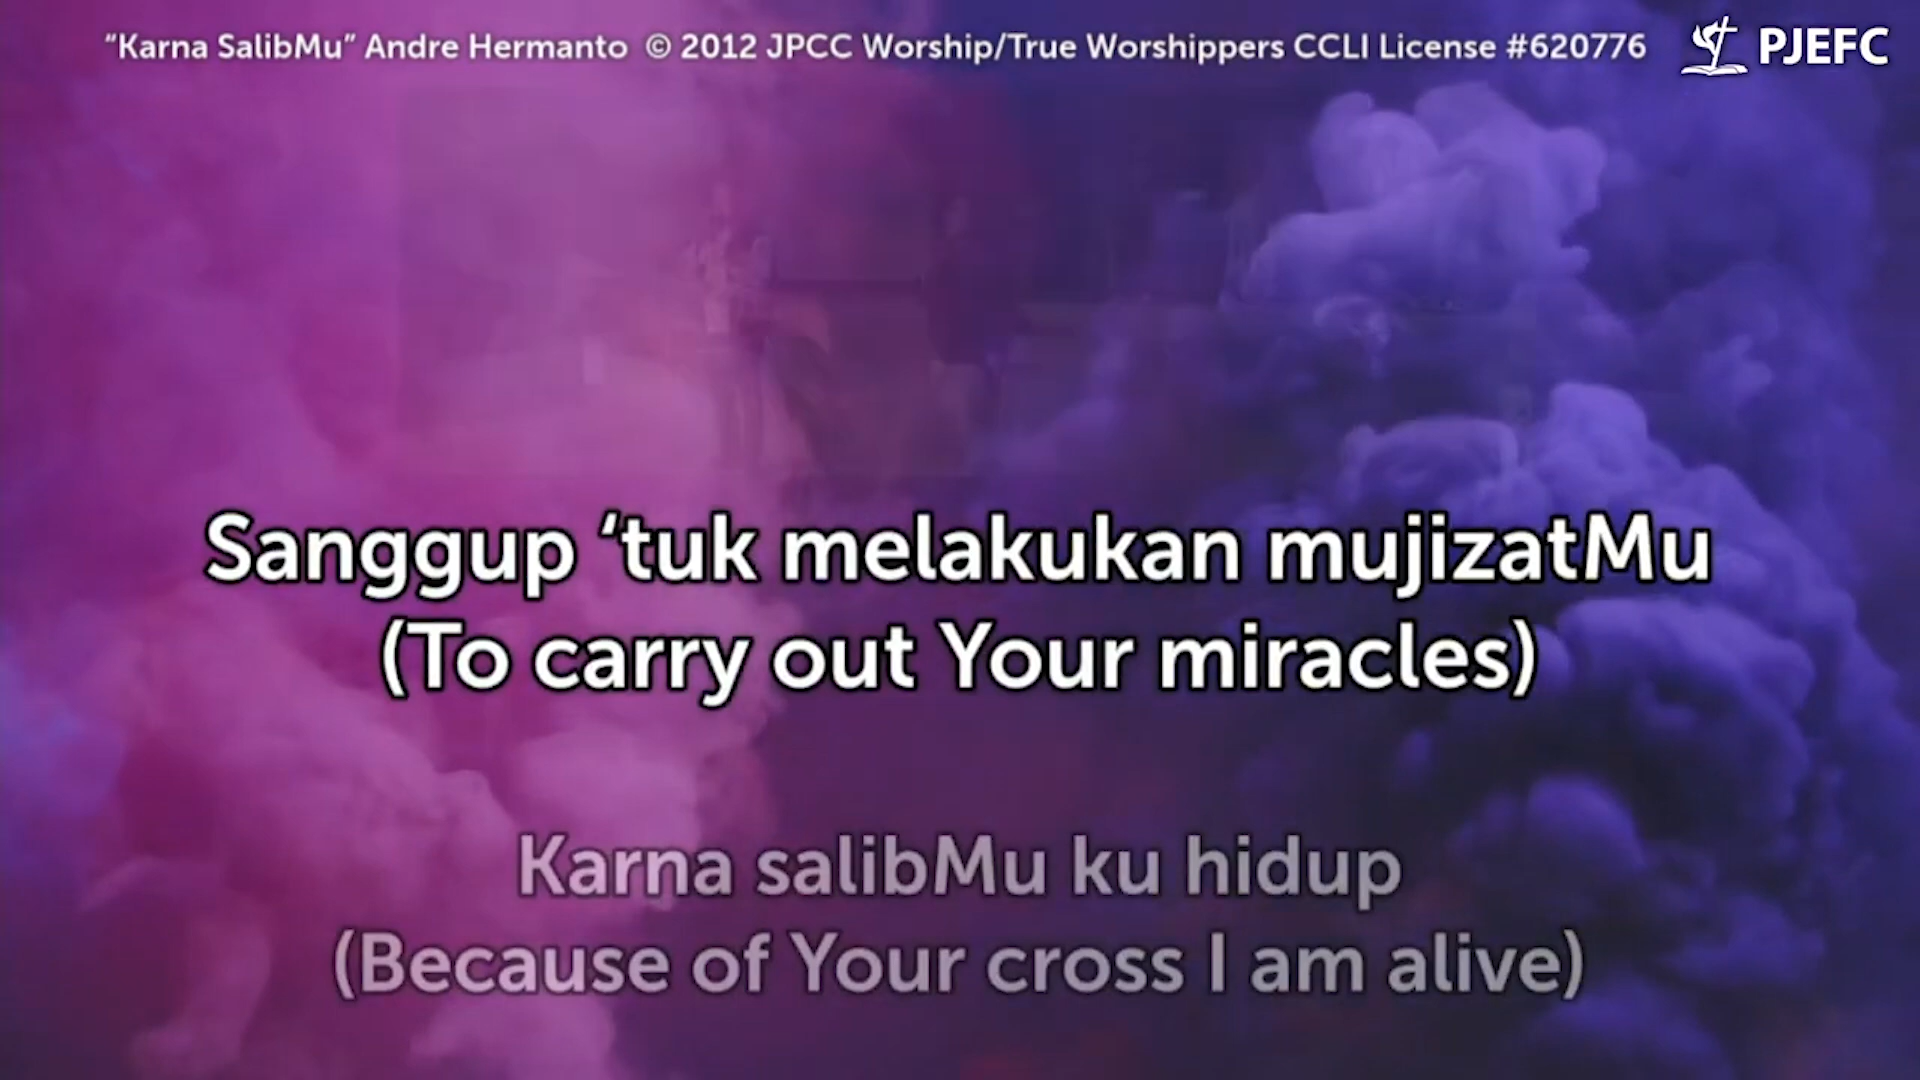 “Karna SalibMu” Andre Hermanto © 2012 JPCC Worship/True Worshippers CCLI License #620776
PJEFC
Sanggup ‘tuk melakukan mujizatMu
(To carry out Your miracles)
Karna salibMu ku hidup
(Because of Your cross I am alive)